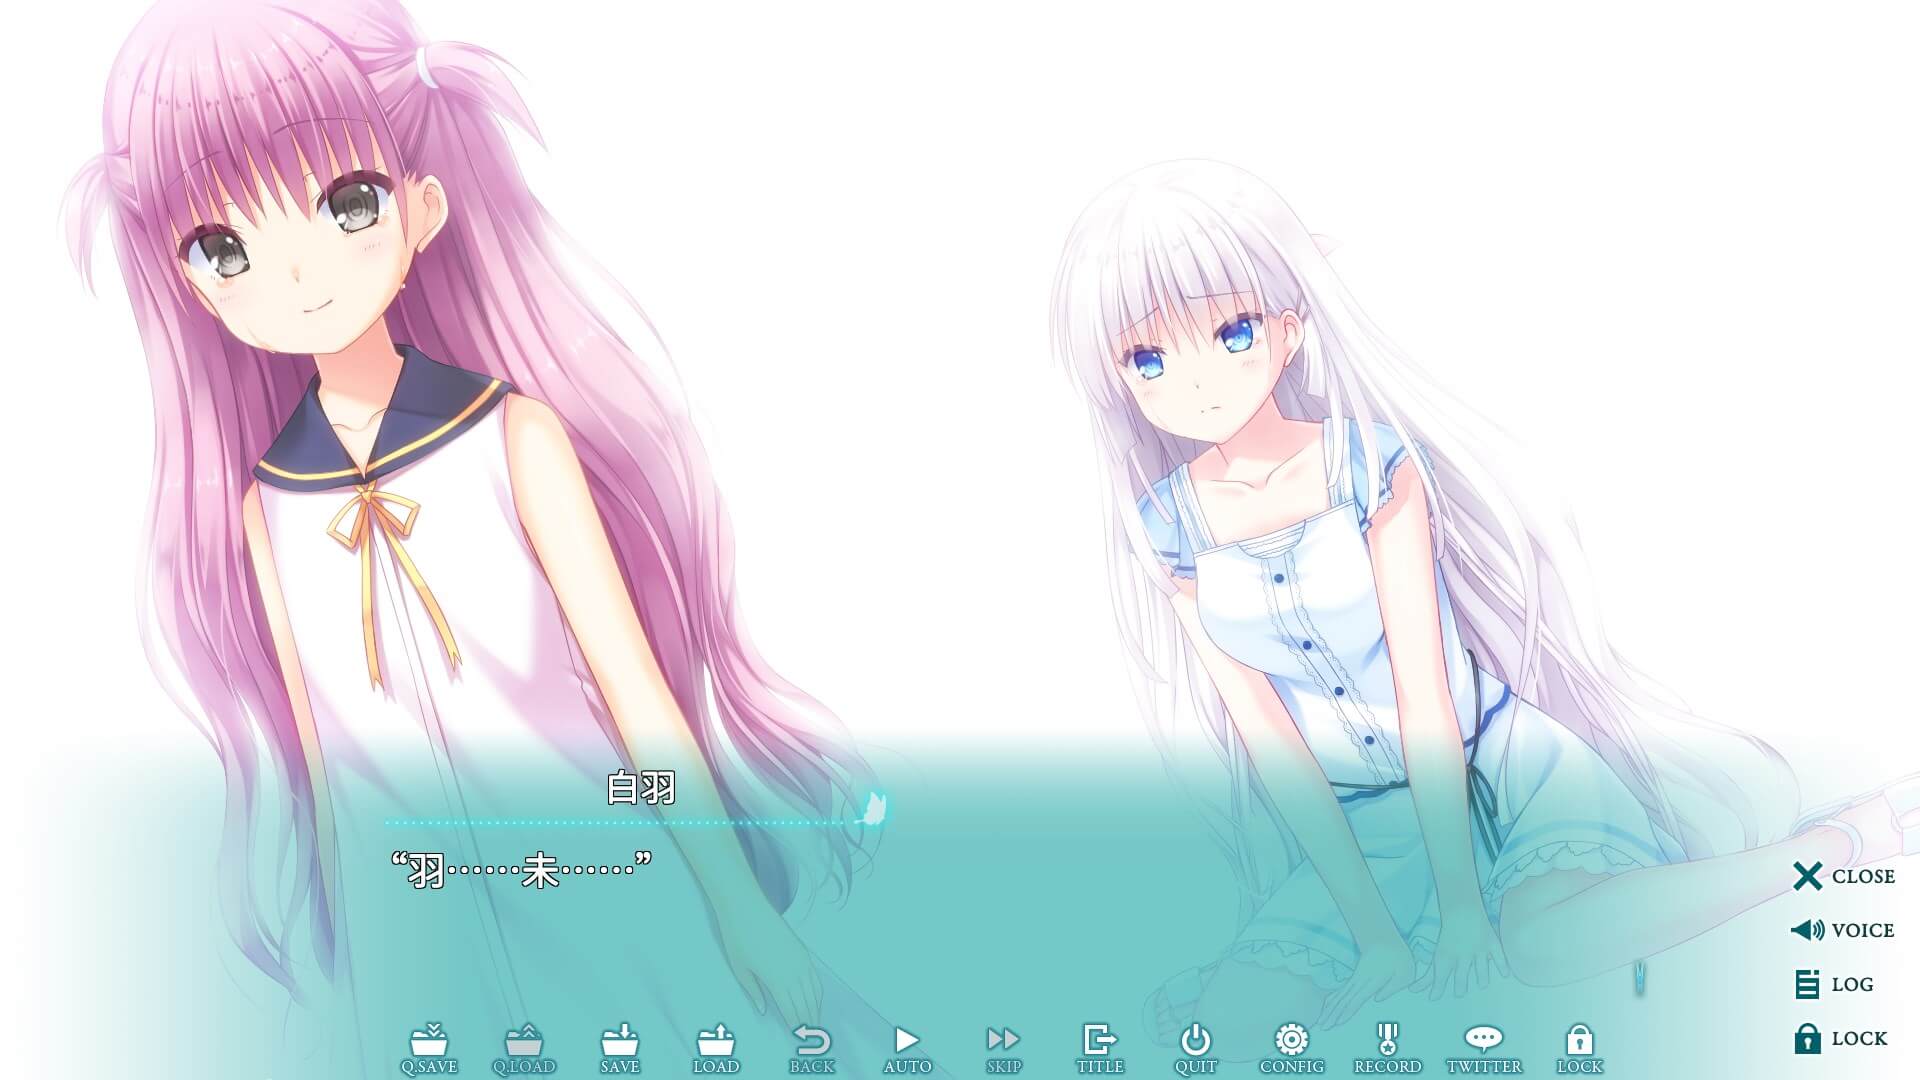 白羽
“羽……未……”
CLOSE
VOICE
LOG
LOCK
Q.SAVE
Q.LOAD
SAVE
LOAD
BACK
AUTO
SKIP
TITLE
QUIT
CONFIG
RECORD
TWITTER
LOCK